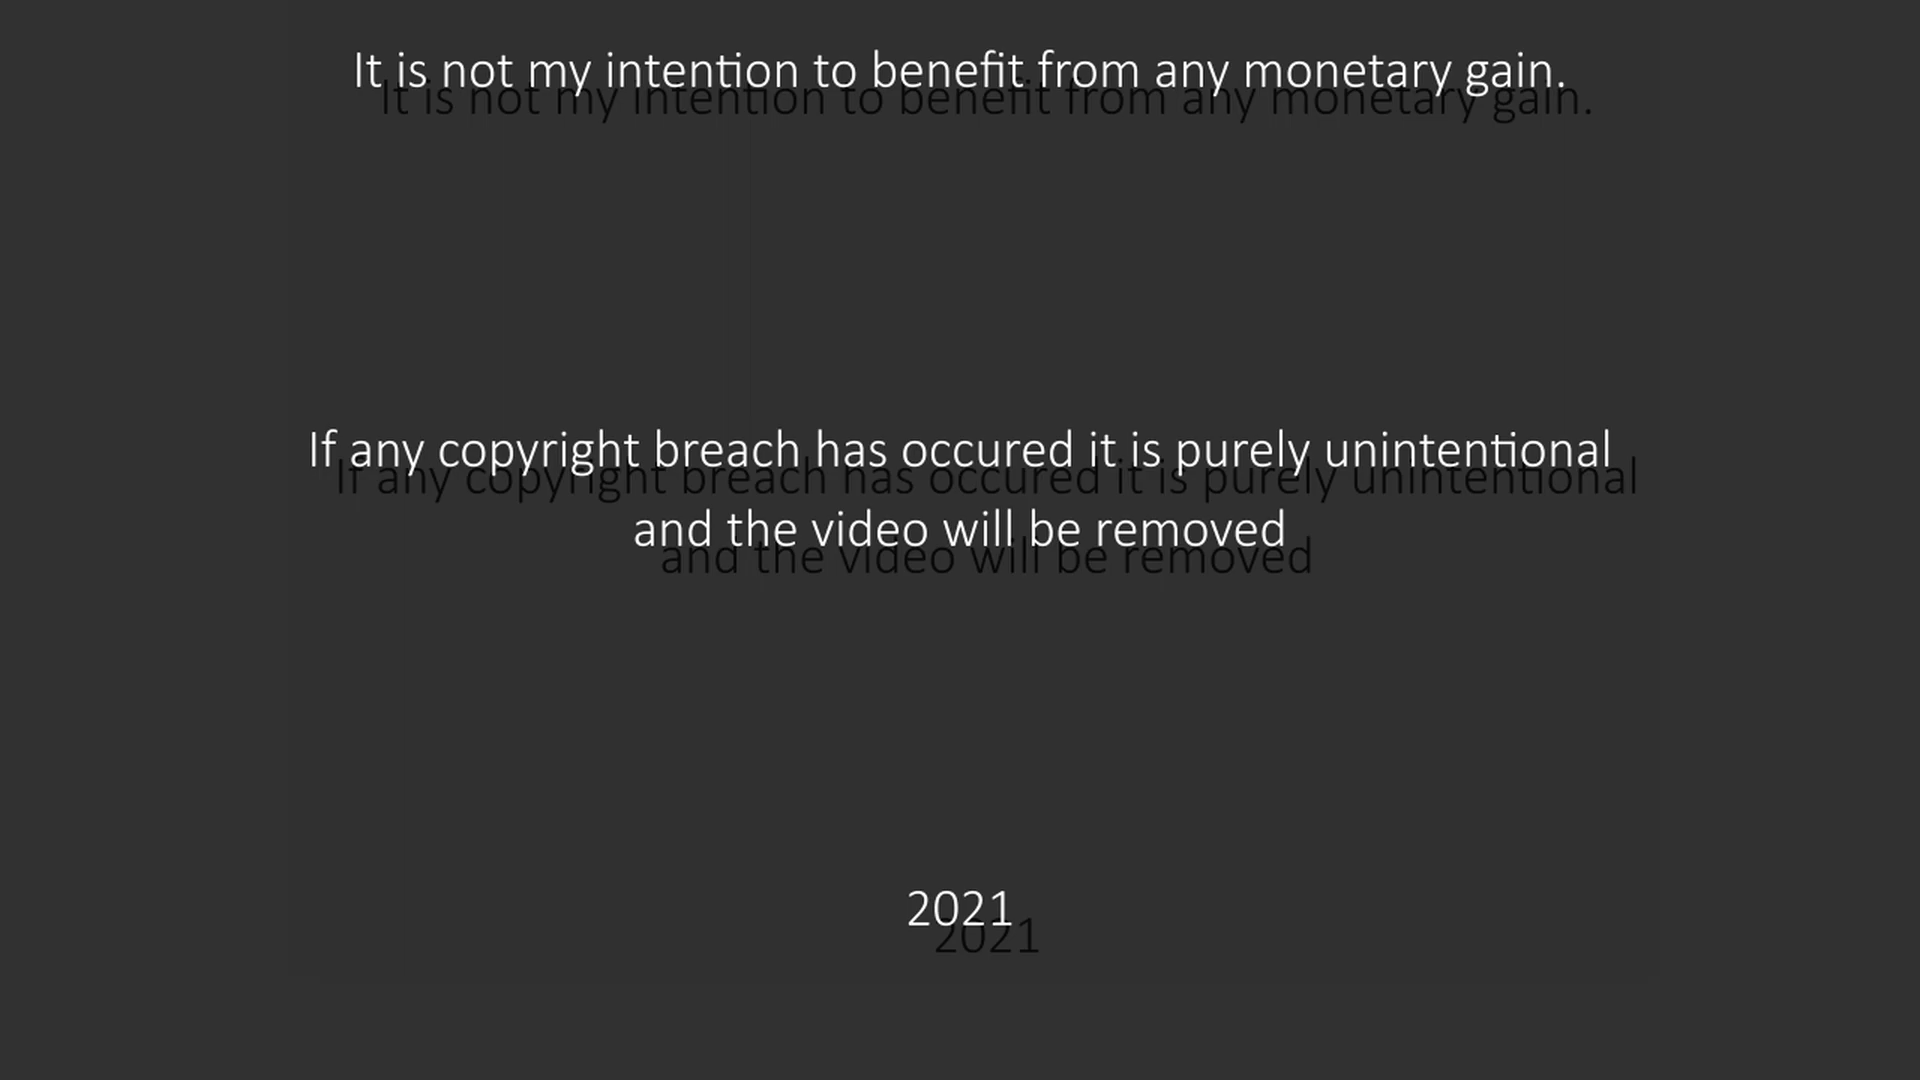 It is not my intention to benefit from any monetary gain.
If any copyright breach has occured it is purely unintentional
and the video will be removed
2021